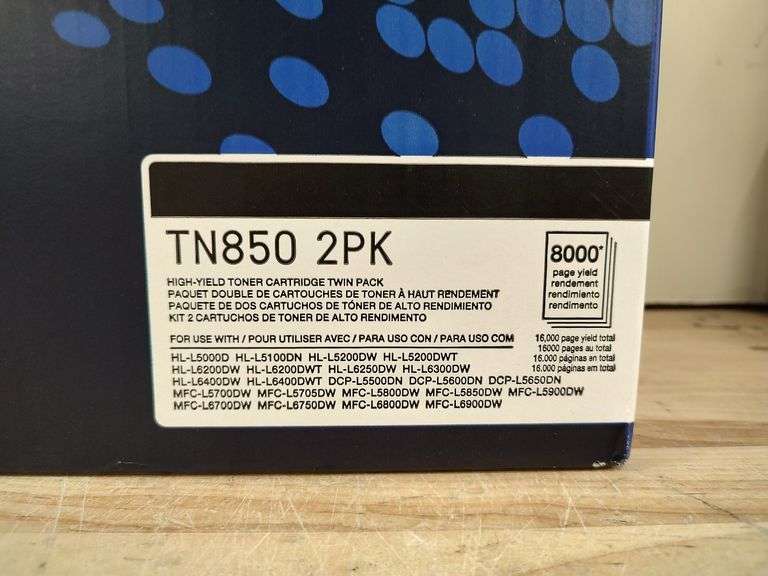 TN850 2PK
HIGH-YIELD TONER CARTRIDGE TWIN PACK
PAQUET DOUBLE DE CARTOUCHES DE TONER À HAUT RENDEMENT
PAQUETE DE DOS CARTUCHOS DE TÓNER DE ALTO RENDIMIENTO
KIT 2 CARTUCHOS DE TONER DE ALTO RENDIMENTO
FOR USE WITH / POUR UTILISER AVEC / PARA USO CON / PARA USO COM
HL-L5000D HL-L5100DN HL-L5200DW HL-L5200DWT
HL-L6200DW HL-L6200DWT HL-L6250DW HL-L6300DW
HL-L6400DW HL-L6400DWT DCP-L5500DN DCP-L5600DN DCP-L5650DN
MFC-L5700DW MFC-L5705DW MFC-L5800DW MFC-L5850DW MFC-L5900DW
MFC-L6700DW MFC-L6750DW MFC-L6800DW MFC-L6900DW
8000*
page yield
rendement
rendimiento
rendimento
16,000 page yield total
16000 pages au total
16.000 páginas en total
16.000 páginas em total